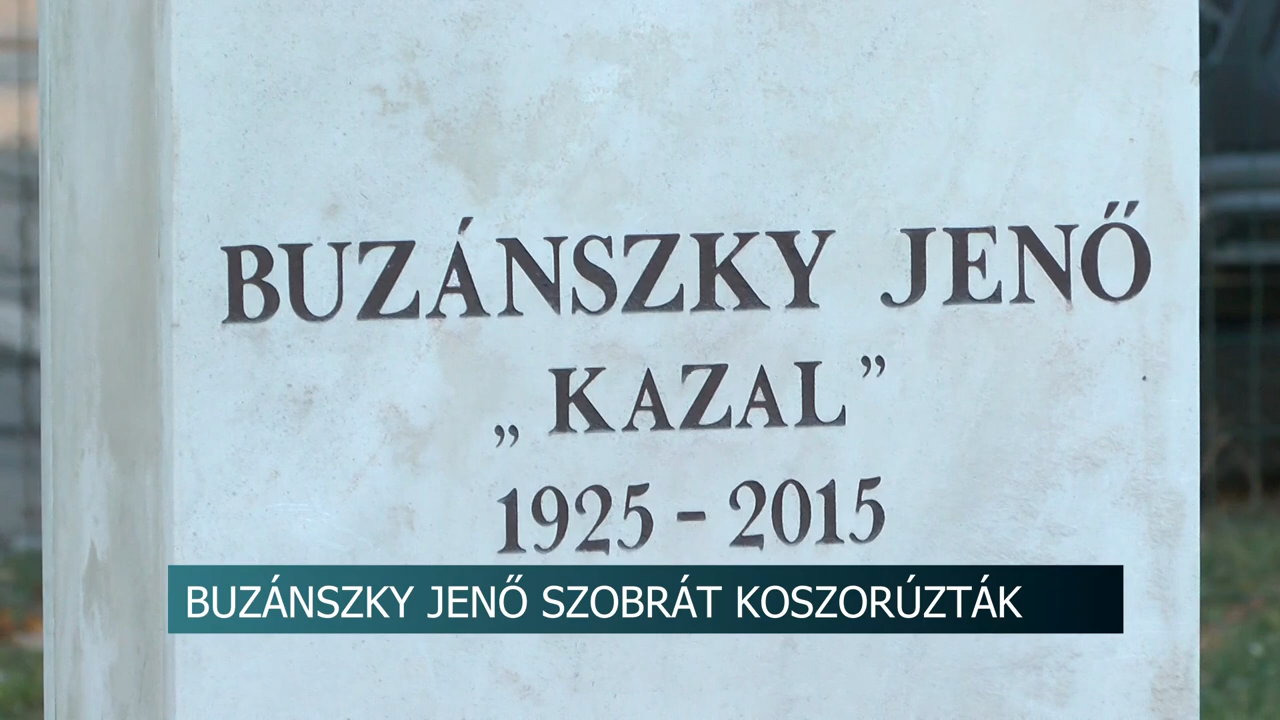 BUZÁNSZKY JENŐ
„KAZAL”
1925 - 2015
BUZÁNSZKY JENŐ SZOBRÁT KOSZORÚZTÁK